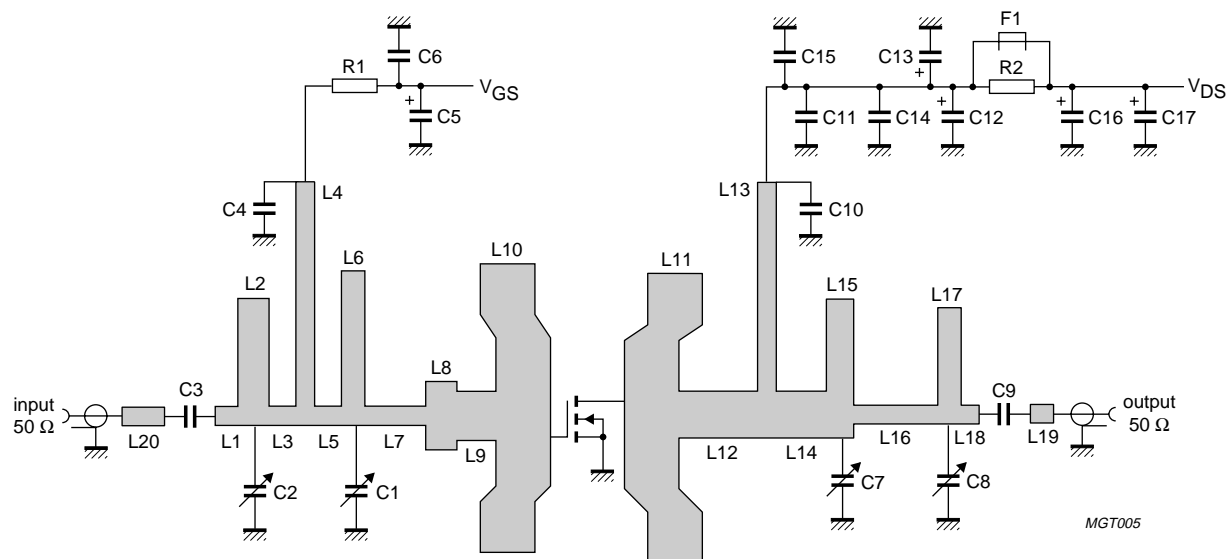 F1
C6
C15
C13
R1
R2
+
VGS
VDS
+
C5
C11
C14
+
C12
+
C16
+
C17
L4
L13
C4
C10
L6
L10
L11
L2
L15
L17
L8
C3
C9
input
50 Ω
output
50 Ω
L20
L1
L3
L5
L7
L9
L12
L14
L16
L18
L19
C2
C1
C7
C8
MGT005